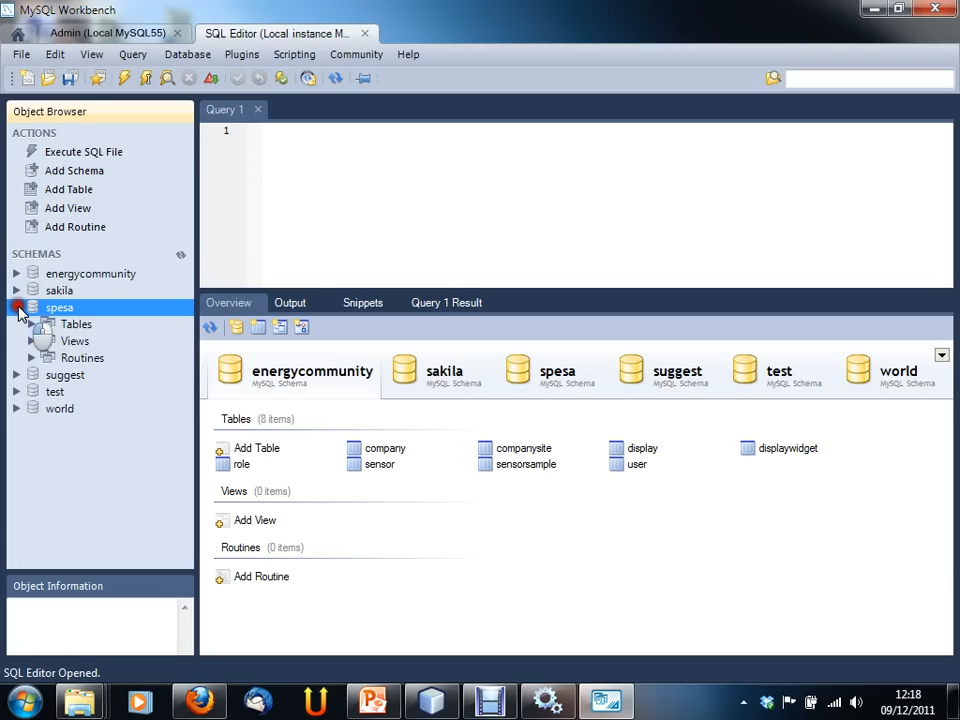 MySQL Workbench
Admin (Local MySQL55)
SQL Editor (Local instance M...
File Edit View Query Database Plugins Scripting Community Help
Object Browser
Query 1
1
ACTIONS
Execute SQL File
Add Schema
Add Table
Add View
Add Routine
SCHEMAS
energycommunity
sakila
spesa
Tables
Views
Routines
suggest
test
world
Overview Output Snippets Query 1 Result
energycommunity
MySQL Schema
sakila
MySQL Schema
spesa
MySQL Schema
suggest
MySQL Schema
test
MySQL Schema
world
MySQL Schema
Tables (8 items)
Add Table company companysite display displaywidget
role sensor sensorsample user
Views (0 items)
Add View
Routines (0 items)
Add Routine
Object Information
SQL Editor Opened.
12:18
09/12/2011